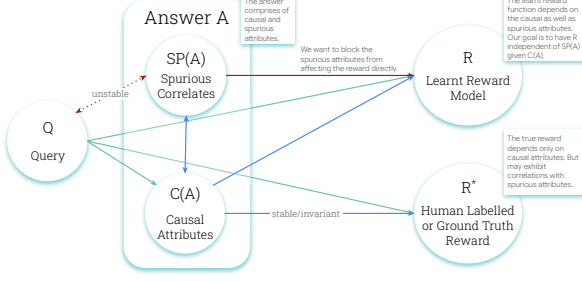 Answer A
The answer
comprises of
causal and
spurious
attributes.
function depends on
the causal as well as
spurious attributes.
Our goal is to have R
independent of SP(A)
given C(A).
SP(A)
Spurious
Correlates
We want to block the
spurious attributes from
affecting the reward directly.
R
Learnt Reward
Model
unstable
Q
Query
The true reward
depends only on
causal attributes. But
may exhibit
correlations with
spurious attributes.
C(A)
Causal
Attributes
stable/invariant
R*
Human Labelled
or Ground Truth
Reward